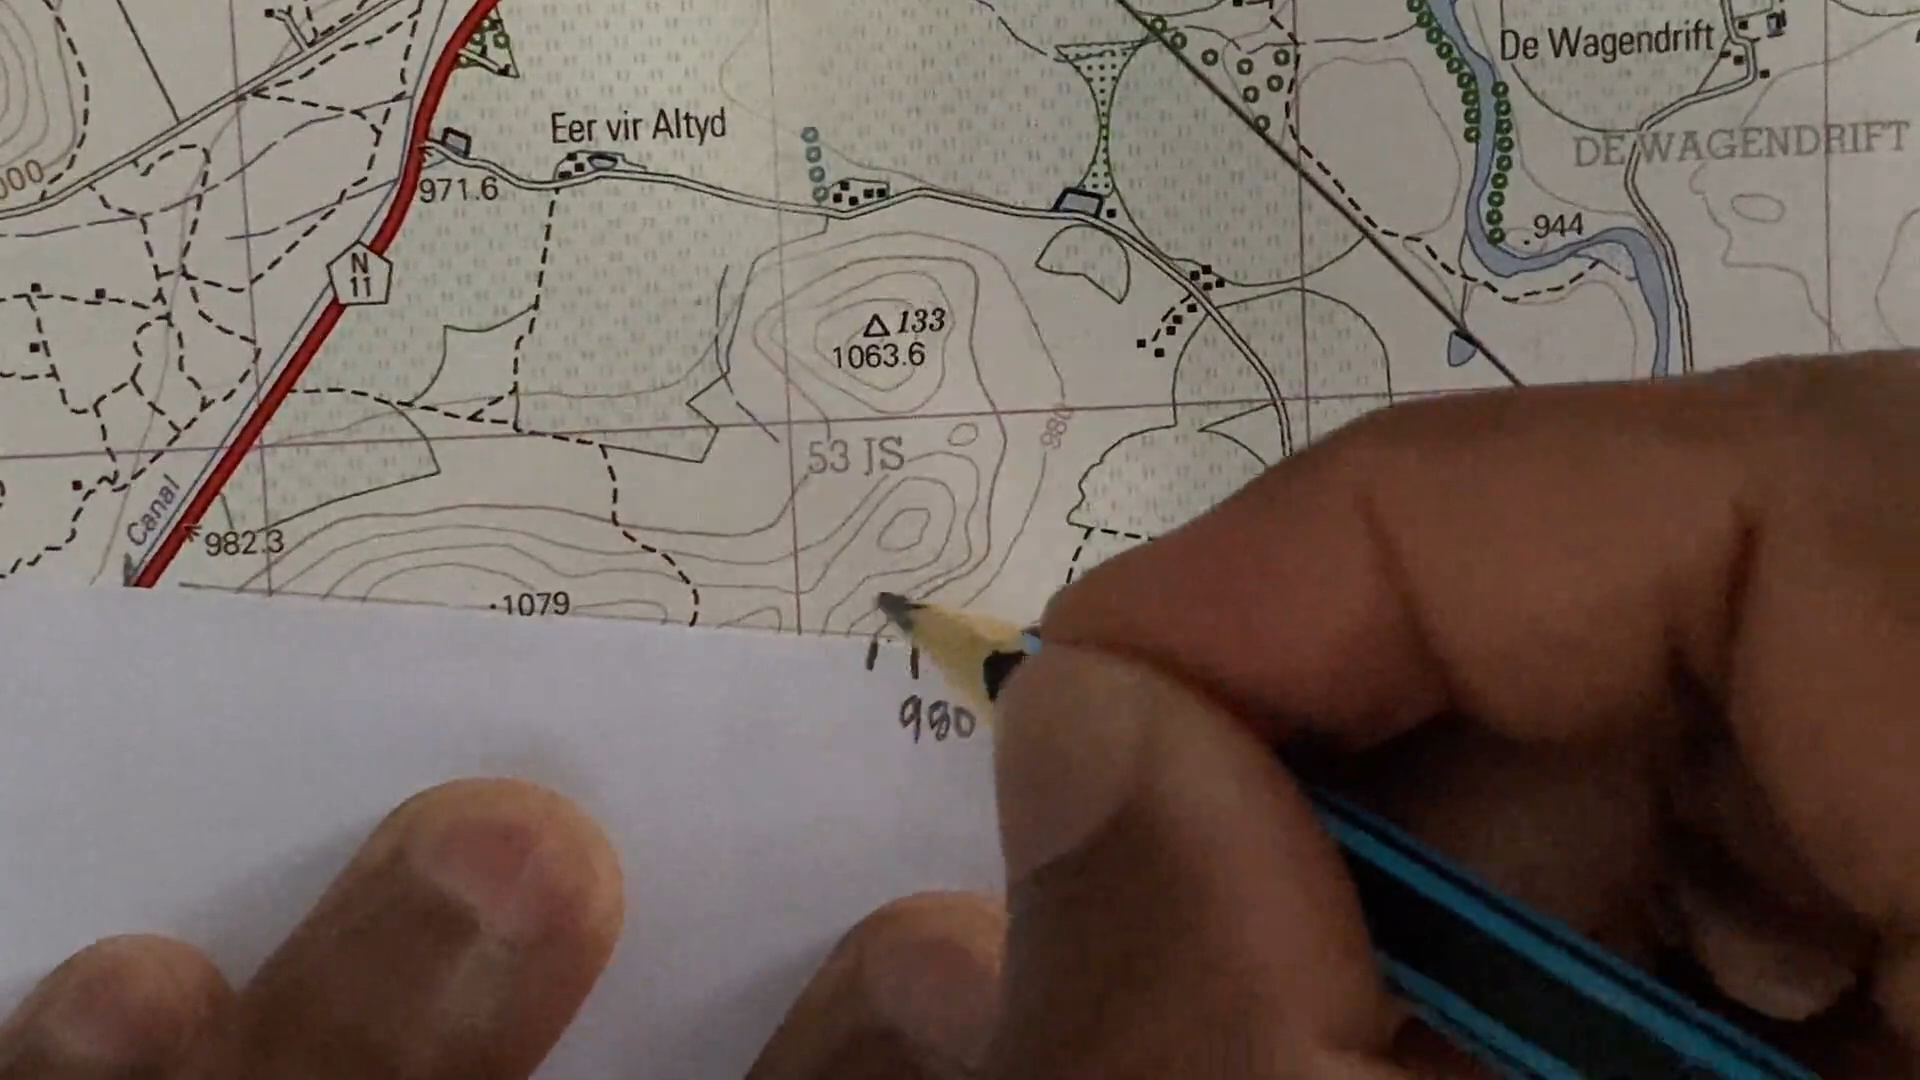 De Wagendrift
Eer vir Altyd
DE WAGENDRIFT
000
971.6
.944
N
11
133
1063.6
980
53 JS
Canal
982.3
.1079
980